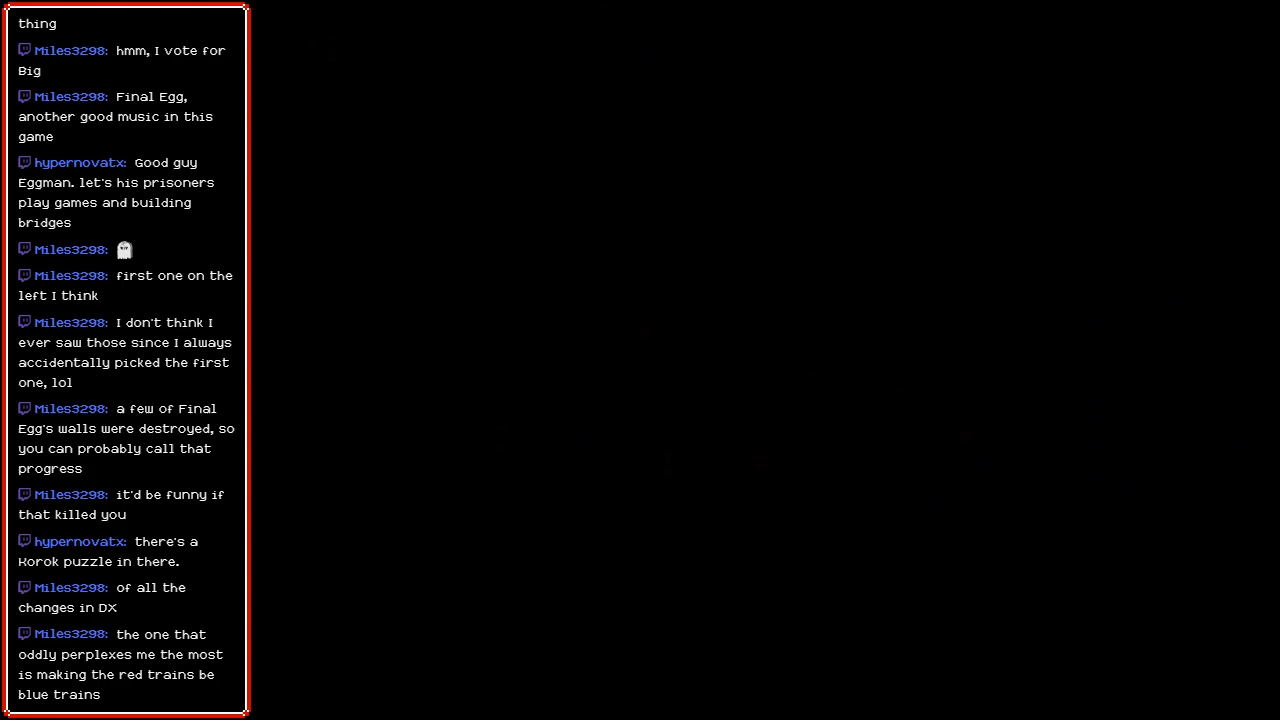 thing
Miles3298: hmm, I vote for
Big
Miles3298: Final Egg,
another good music in this
game
hypernovatx: Good guy
Eggman. let's his prisoners
play games and building
bridges
Miles3298:
Miles3298: first one on the
left I think
Miles3298: I don't think I
ever saw those since I always
accidentally picked the first
one, lol
Miles3298: a few of Final
Egg's walls were destroyed, so
you can probably call that
progress
Miles3298: it'd be funny if
that killed you
hypernovatx: there's a
Korok puzzle in there.
Miles3298: of all the
changes in DX
Miles3298: the one that
oddly perplexes me the most
is making the red trains be
blue trains